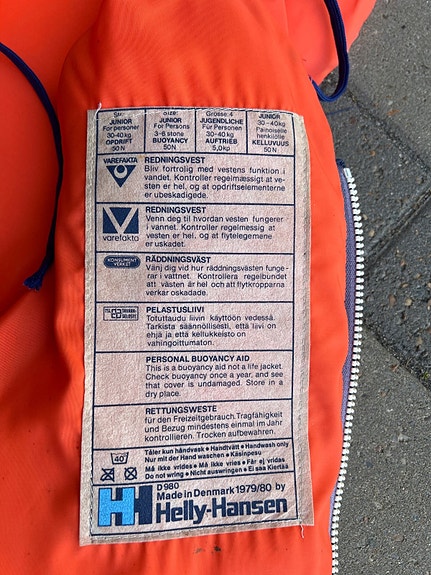 JUNIOR
For Personer
30-40 kg
OPDRIFT
50 N
Size:
JUNIOR
For Persons
3-6 stone
BUOYANCY
50N
Grösse: 4
JUGENDLICHE
Für Personen
30-40 kg
AUFTRIEB
5,0kp
JUNIOR
30-40kg
Painoiselle
henkilölle
KELLUVUUS
50 N
VAREFAKTA
REDNINGSVEST
Bliv fortrolig med vestens funktion i
vandet. Kontroller regelmæssigt at ve-
sten er hel, og at opdriftselementerne
er ubeskadigede.
varefakta
REDNINGSVEST
Venn deg til hvordan vesten fungerer
i vannet. Kontroller regelmessig at
vesten er hel, og at flytelegemene
er uskadet.
KONSUMENT
VERKET
RÄDDNINGSVÄST
Vänj dig vid hur räddningsvästen funge-
rar i vattnet. Kontrollera regelbundet
att västen är hel och att flytkropparna
verkar oskadade.
PELASTUSLIIVI
Totuttaudu liivin käyttöön vedessä.
Tarkista säännöllisesti, että liivi on
ehjä ja että kellukkeisto on
vahingoittumaton.
PERSONAL BUOYANCY AID
This is a buoyancy aid not a life jacket.
Check buoyancy once a year, and see
that cover is undamaged. Store in a
dry place.
RETTUNGSWESTE
für den Freizeitgebrauch. Tragfähigkeit
und Bezug mindestens einmal im Jahr
kontrollieren. Trocken aufbewahren.
40
Tåler kun håndvask • Handtvätt • Handwash only
Nur mit der Hand waschen • Käsinpesu
Må ikke vrides • Må ikke vries • Får ej vridas
Do not wring • Nicht auswringen • Ei saa Kiertää
D 980
Made in Denmark 1979/80 by
HH Helly-Hansen